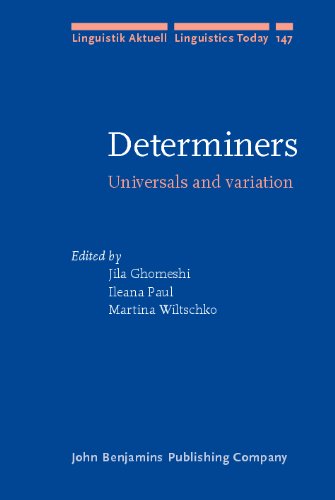 Linguistik Aktuell Linguistics Today 147
Determiners
Universals and variation
Edited by
Jila Ghomeshi
Ileana Paul
Martina Wiltschko
John Benjamins Publishing Company